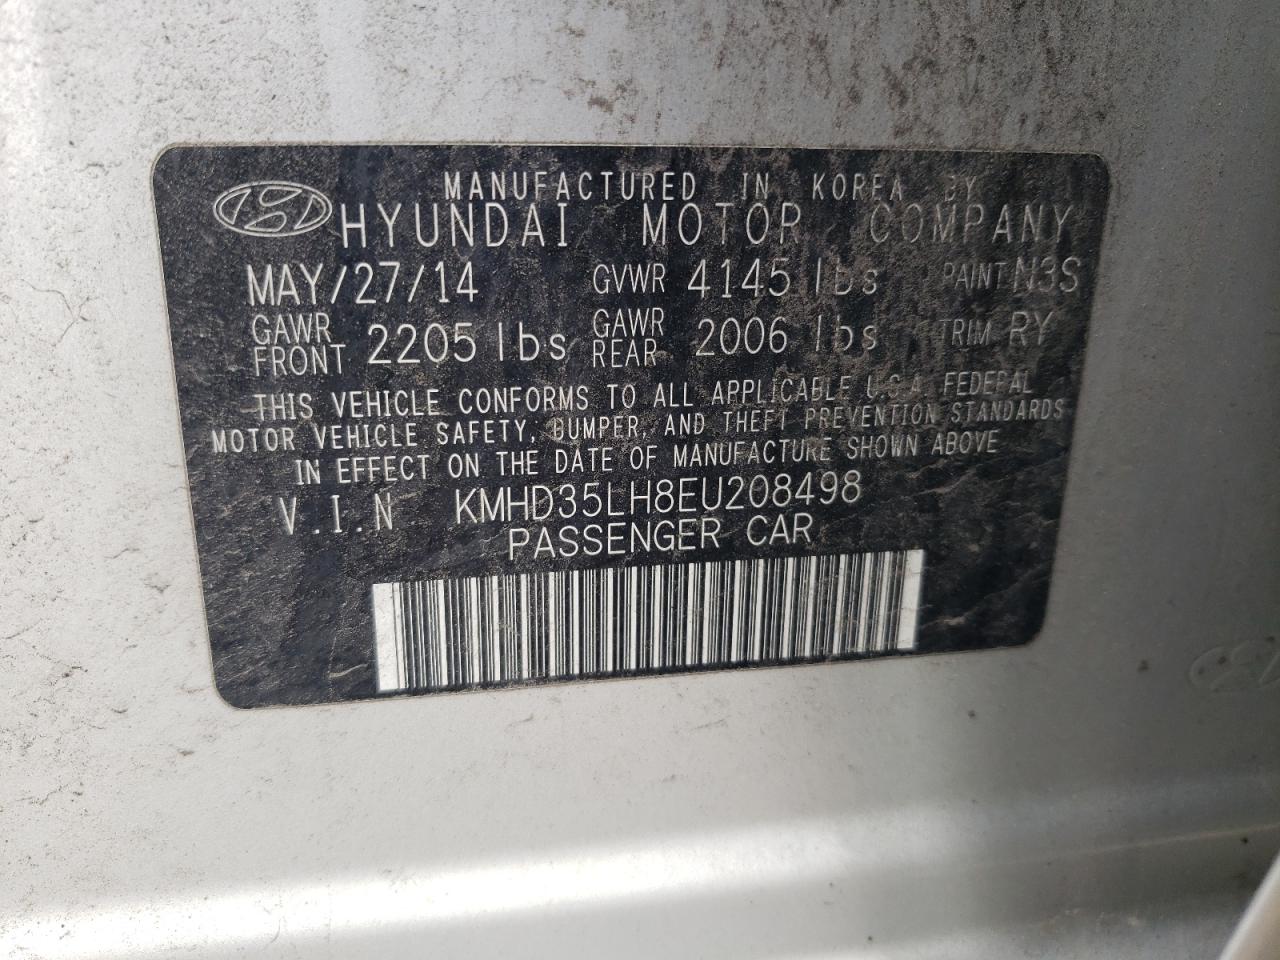 MANUFACTURED IN KOREA BY
HYUNDAI MOTOR COMPANY
MAY/27/14 GVWR 4145 lbs PAINT N3S
GAWR FRONT 2205 lbs GAWR REAR 2006 lbs TRIM RY
THIS VEHICLE CONFORMS TO ALL APPLICABLE U.S.A. FEDERAL
MOTOR VEHICLE SAFETY, BUMPER, AND THEFT PREVENTION STANDARDS
IN EFFECT ON THE DATE OF MANUFACTURE SHOWN ABOVE
V.I.N KMHD35LH8EU208498
PASSENGER CAR